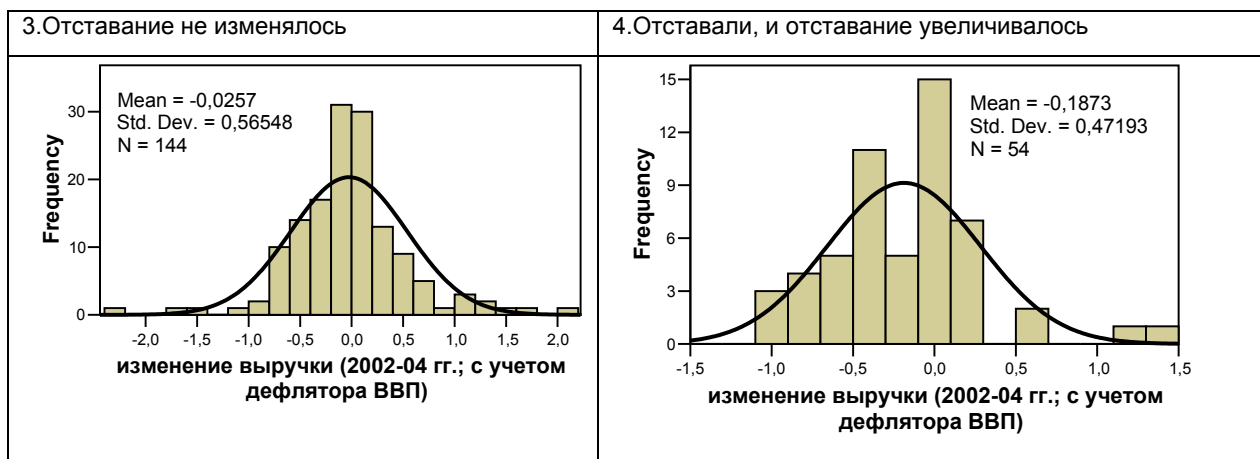 3.Отставание не изменялось
4.Отставали, и отставание увеличивалось
Mean = -0,0257
Std. Dev. = 0,56548
N = 144
Frequency
30
20
10
0
-2,0 -1,5 -1,0 -0,5 0,0 0,5 1,0 1,5 2,0
изменение выручки (2002-04 гг.; с учетом
дефлятора ВВП)
Mean = -0,1873
Std. Dev. = 0,47193
N = 54
Frequency
15
12
9
6
3
0
-1,5 -1,0 -0,5 0,0 0,5 1,0 1,5
изменение выручки (2002-04 гг.; с учетом
дефлятора ВВП)